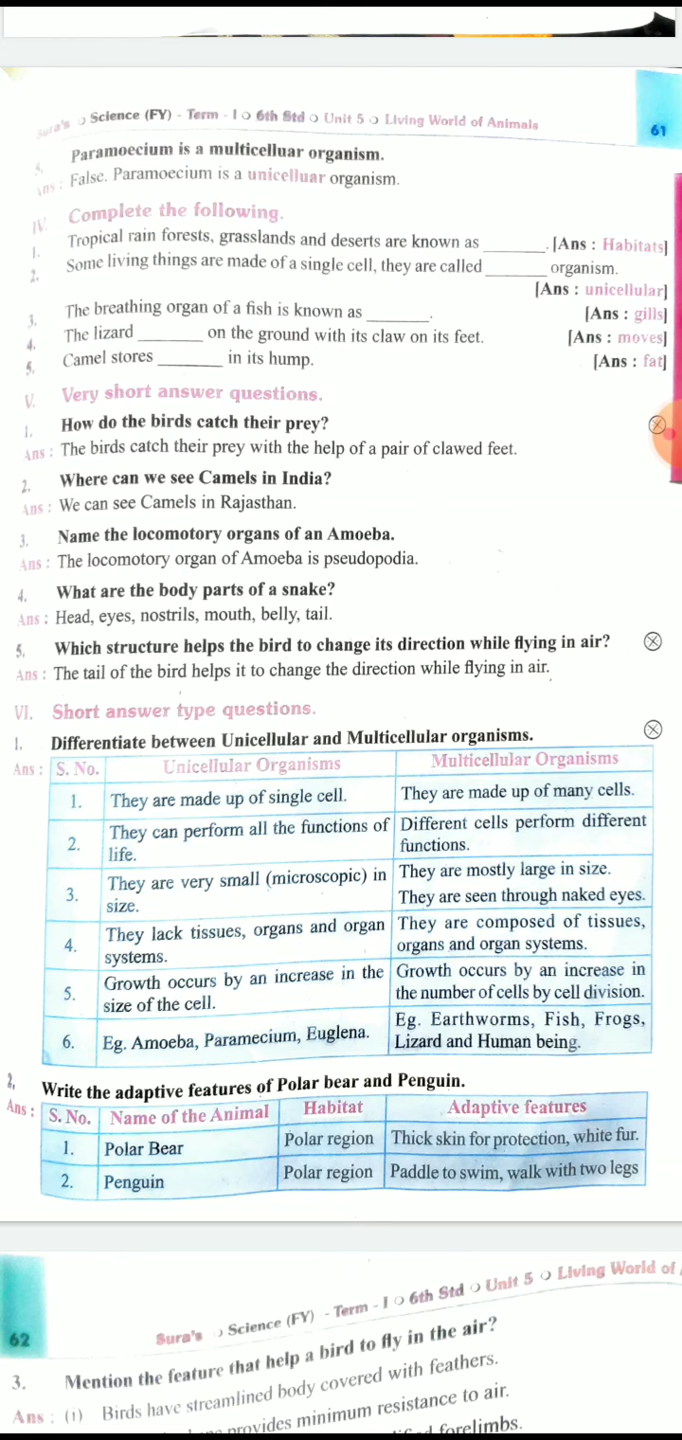 Sura's ❍ Science (FY) - Term - I ❍ 6th Std ❍ Unit 5 ❍ Living World of Animals
61
5. Paramoecium is a multicelluar organism.
Ans : False. Paramoecium is a unicelluar organism.
IV. Complete the following.
1. Tropical rain forests, grasslands and deserts are known as ______. [Ans : Habitats]
2. Some living things are made of a single cell, they are called ______ organism.
[Ans : unicellular]
3. The breathing organ of a fish is known as ______. [Ans : gills]
4. The lizard ______ on the ground with its claw on its feet. [Ans : moves]
5. Camel stores ______ in its hump. [Ans : fat]
V. Very short answer questions.
1. How do the birds catch their prey?
Ans : The birds catch their prey with the help of a pair of clawed feet.
2. Where can we see Camels in India?
Ans : We can see Camels in Rajasthan.
3. Name the locomotory organs of an Amoeba.
Ans : The locomotory organ of Amoeba is pseudopodia.
4. What are the body parts of a snake?
Ans : Head, eyes, nostrils, mouth, belly, tail.
5. Which structure helps the bird to change its direction while flying in air?
Ans : The tail of the bird helps it to change the direction while flying in air.
VI. Short answer type questions.
1. Differentiate between Unicellular and Multicellular organisms.
Ans : S. No. Unicellular Organisms Multicellular Organisms
1. They are made up of single cell. They are made up of many cells.
2. They can perform all the functions of life. Different cells perform different functions.
3. They are very small (microscopic) in size. They are mostly large in size. They are seen through naked eyes.
4. They lack tissues, organs and organ systems. They are composed of tissues, organs and organ systems.
5. Growth occurs by an increase in the size of the cell. Growth occurs by an increase in the number of cells by cell division.
6. Eg. Amoeba, Paramecium, Euglena. Eg. Earthworms, Fish, Frogs, Lizard and Human being.
2. Write the adaptive features of Polar bear and Penguin.
Ans : S. No. Name of the Animal Habitat Adaptive features
1. Polar Bear Polar region Thick skin for protection, white fur.
2. Penguin Polar region Paddle to swim, walk with two legs
62
Sura's ❍ Science (FY) - Term - I ❍ 6th Std ❍ Unit 5 ❍ Living World of
3. Mention the feature that help a bird to fly in the air?
Ans : (i) Birds have streamlined body covered with feathers.
provides minimum resistance to air.
forelimbs.